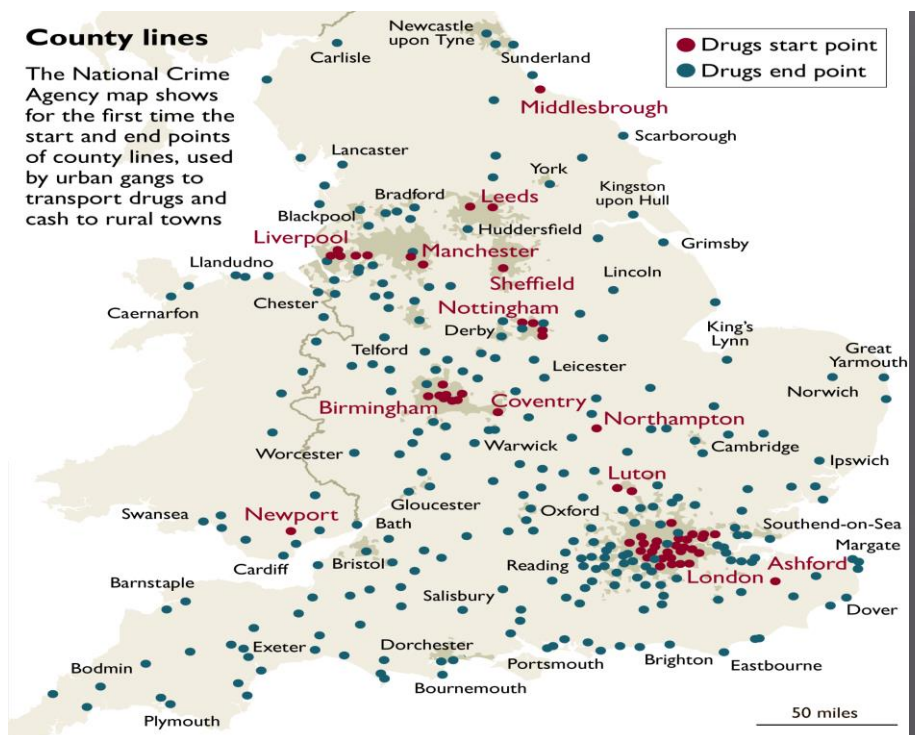 County lines
The National Crime
Agency map shows
for the first time the
start and end points
of county lines, used
by urban gangs to
transport drugs and
cash to rural towns
Drugs start point
Drugs end point
Newcastle
upon Tyne
Carlisle
Sunderland
Middlesbrough
Scarborough
Lancaster
York
Bradford
Leeds
Kingston
upon Hull
Blackpool
Huddersfield
Liverpool
Manchester
Grimsby
Llandudno
Sheffield
Lincoln
Chester
Caernarfon
Nottingham
Derby
King's
Lynn
Great
Yarmouth
Telford
Leicester
Norwich
Birmingham
Coventry
Northampton
Worcester
Warwick
Cambridge
Ipswich
Luton
Gloucester
Swansea
Newport
Oxford
Bath
Southend-on-Sea
Margate
Cardiff
Bristol
Reading
Ashford
London
Barnstaple
Salisbury
Dover
Exeter
Dorchester
Bodmin
Portsmouth
Brighton
Eastbourne
Bournemouth
Plymouth
50 miles